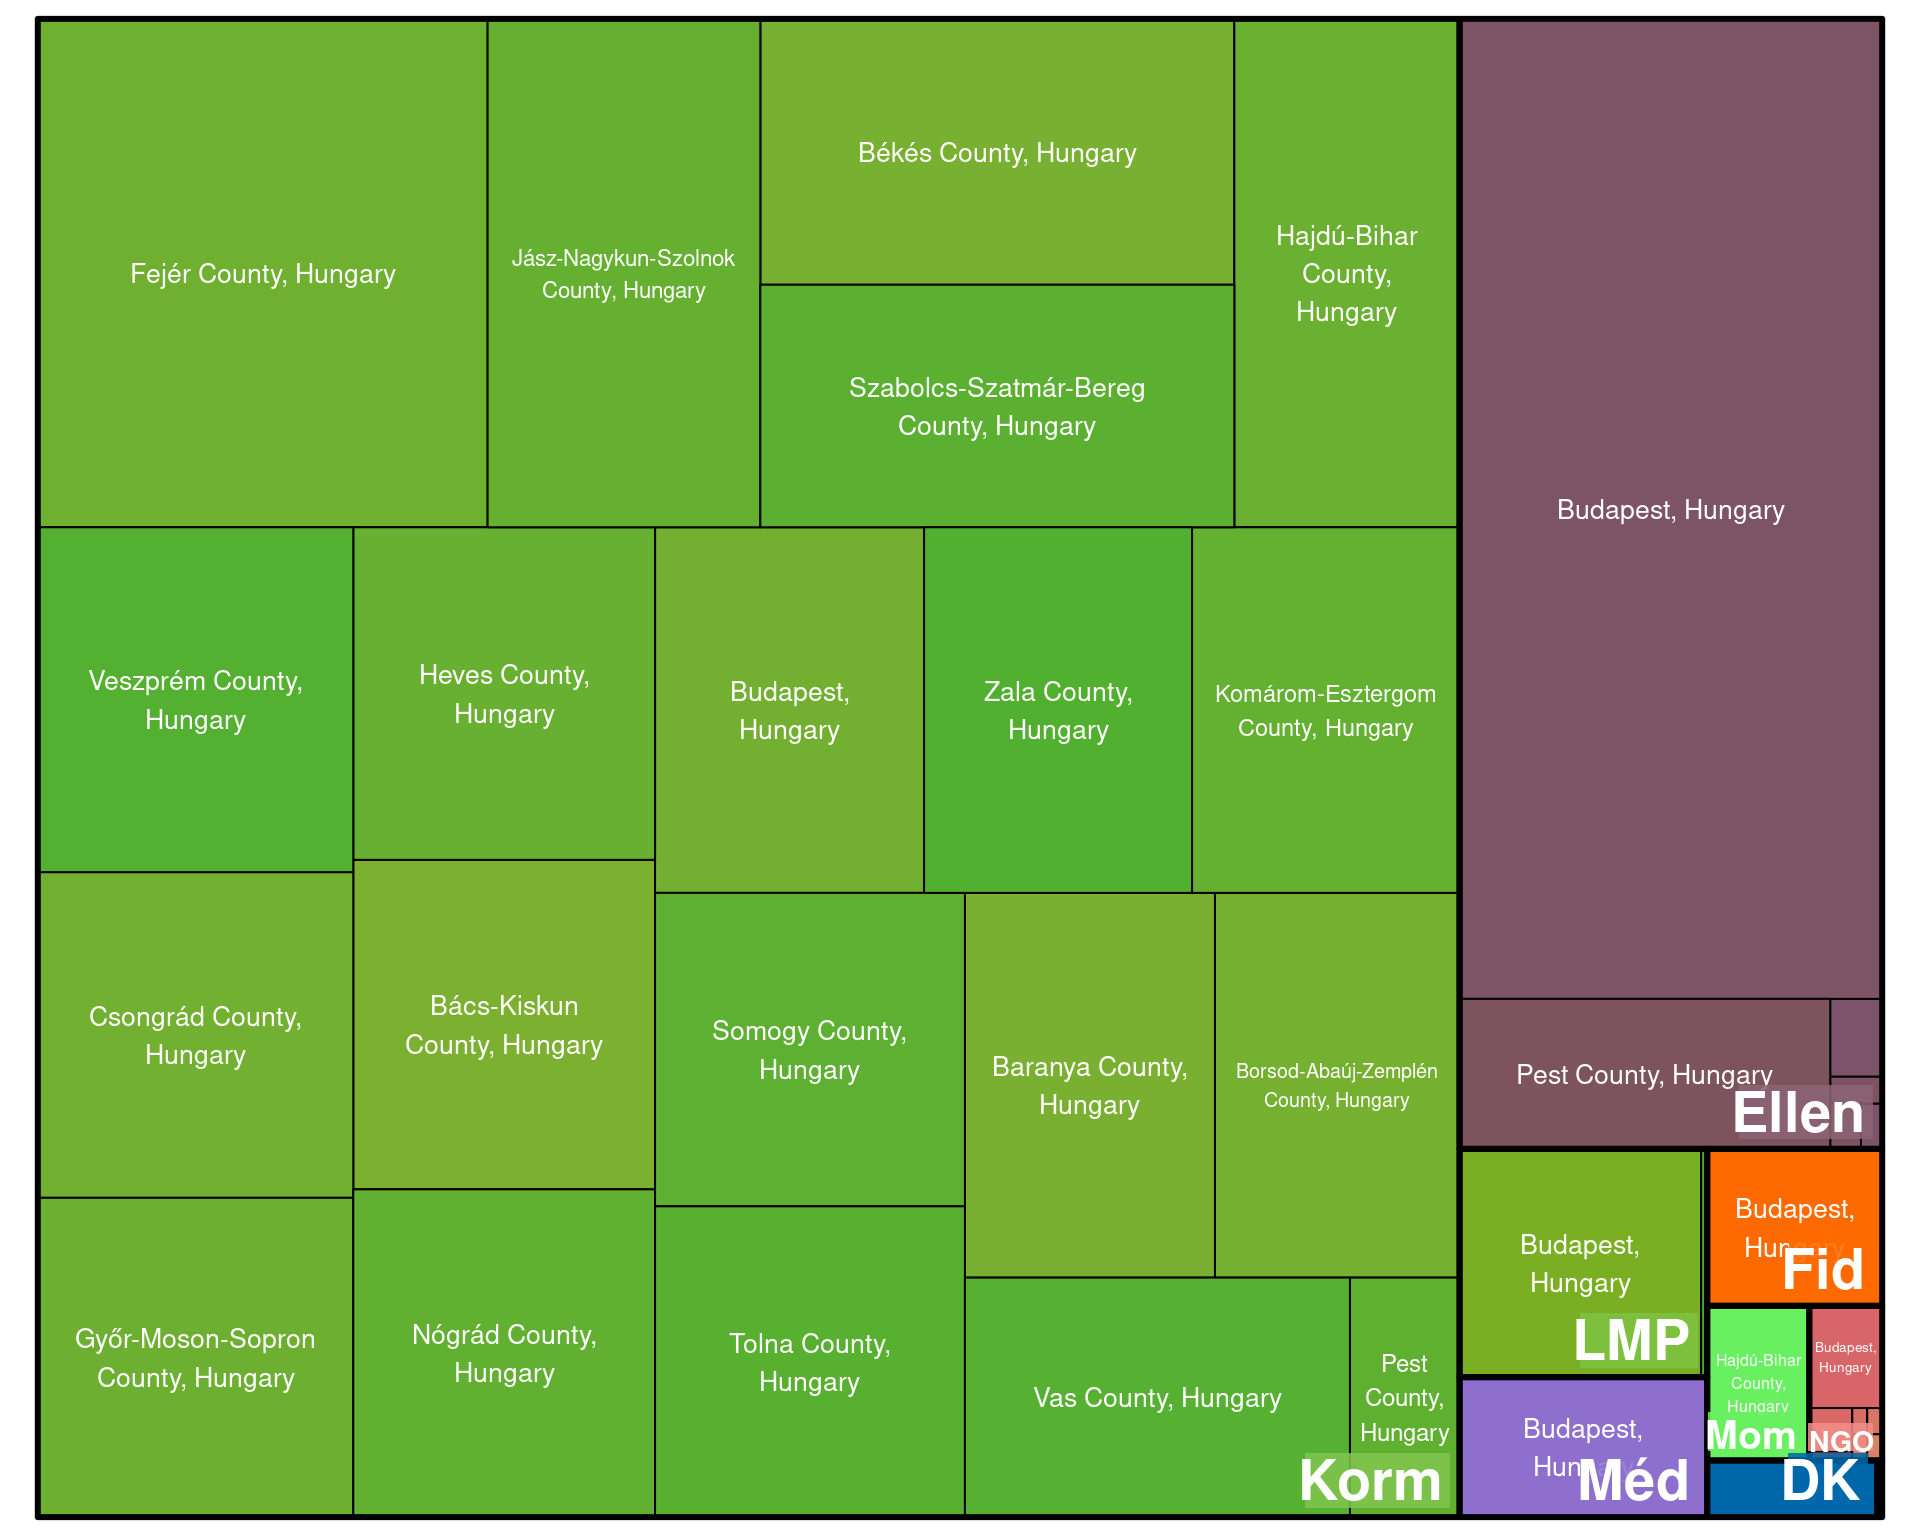 Fejér County, Hungary
Jász-Nagykun-Szolnok
County, Hungary
Békés County, Hungary
Szabolcs-Szatmár-Bereg
County, Hungary
Hajdú-Bihar
County,
Hungary
Veszprém County,
Hungary
Heves County,
Hungary
Budapest,
Hungary
Zala County,
Hungary
Komárom-Esztergom
County, Hungary
Csongrád County,
Hungary
Bács-Kiskun
County, Hungary
Somogy County,
Hungary
Baranya County,
Hungary
Borsod-Abaúj-Zemplén
County, Hungary
Győr-Moson-Sopron
County, Hungary
Nógrád County,
Hungary
Tolna County,
Hungary
Vas County, Hungary
Pest
County,
Hungary
Korm
Budapest, Hungary
Pest County, Hungary
Ellen
Budapest,
Hungary
LMP
Budapest,
Hungary
Fid
Budapest,
Hungary
Méd
Hajdú-Bihar
County,
Hungary
Mom
Budapest,
Hungary
NGO
DK